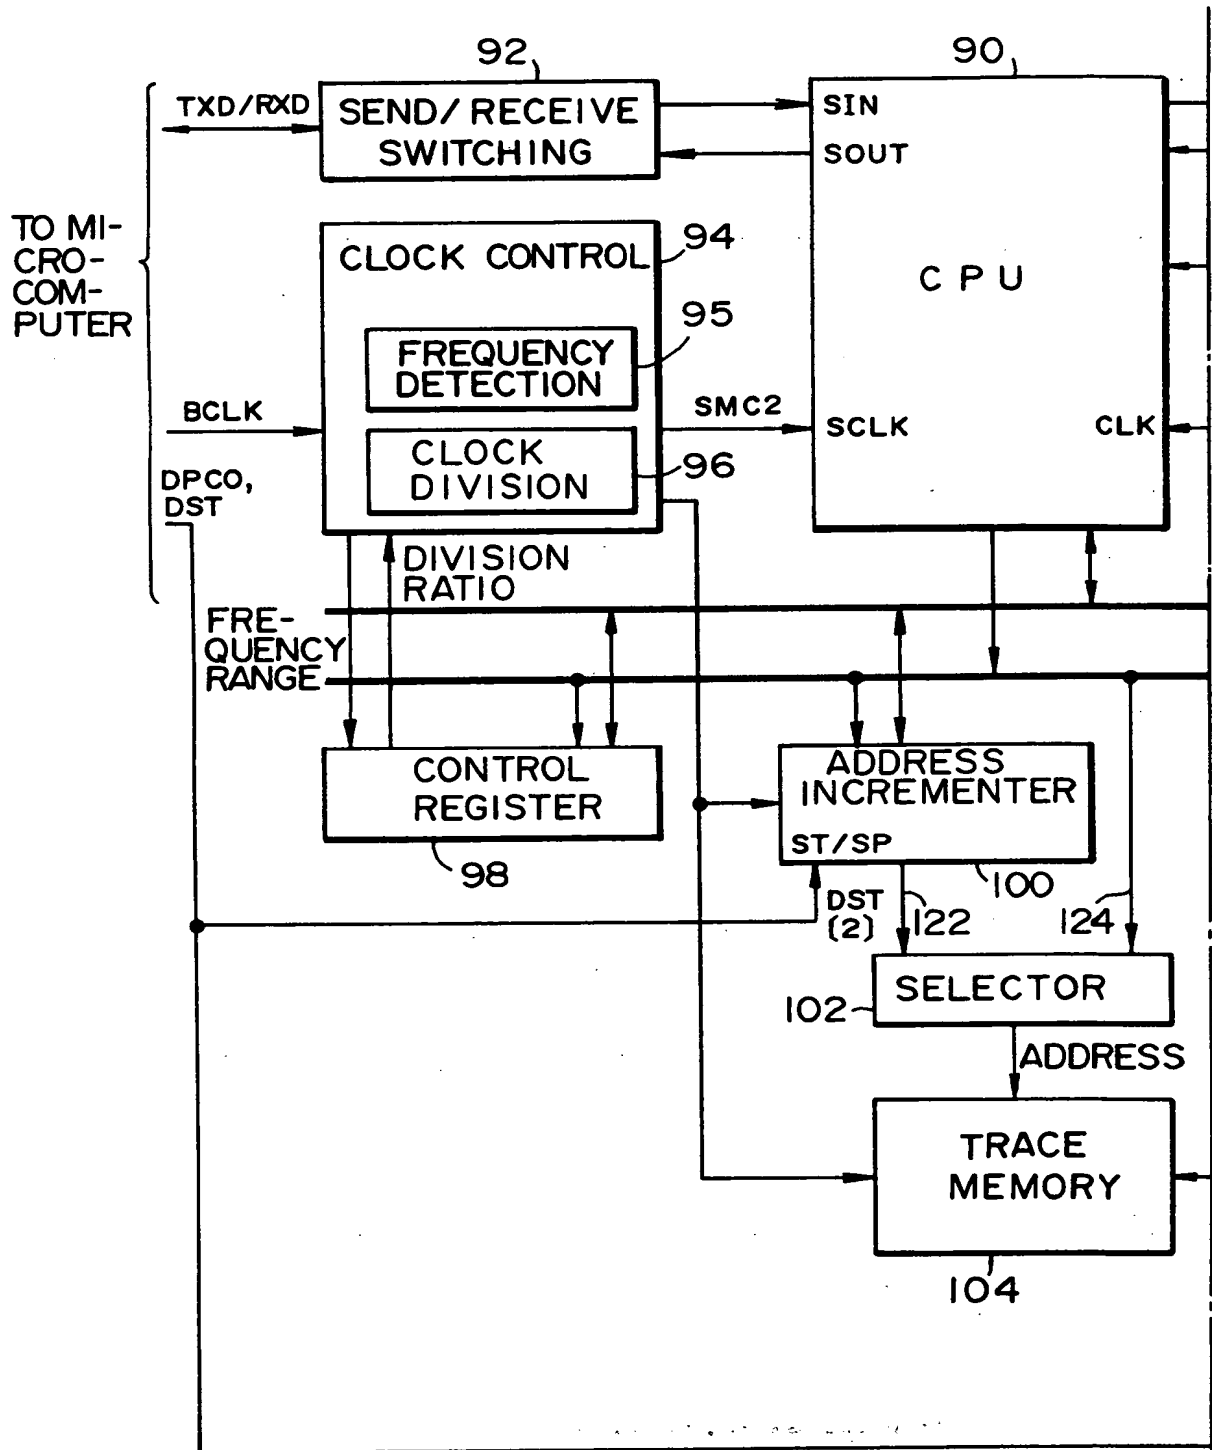 92
90
TXD/RXD
SEND/RECEIVE
SWITCHING
SIN
SOUT
TO MI-
CRO-
COM-
PUTER
CLOCK CONTROL
94
CPU
95
FREQUENCY
DETECTION
BCLK
SMC2
SCLK
CLK
CLOCK
DIVISION
96
DPCO,
DST
DIVISION
RATIO
FRE-
QUENCY
RANGE
CONTROL
REGISTER
98
ADDRESS
INCREMENTER
ST/SP
100
DST
(2)
122
124
SELECTOR
102
ADDRESS
TRACE
MEMORY
104